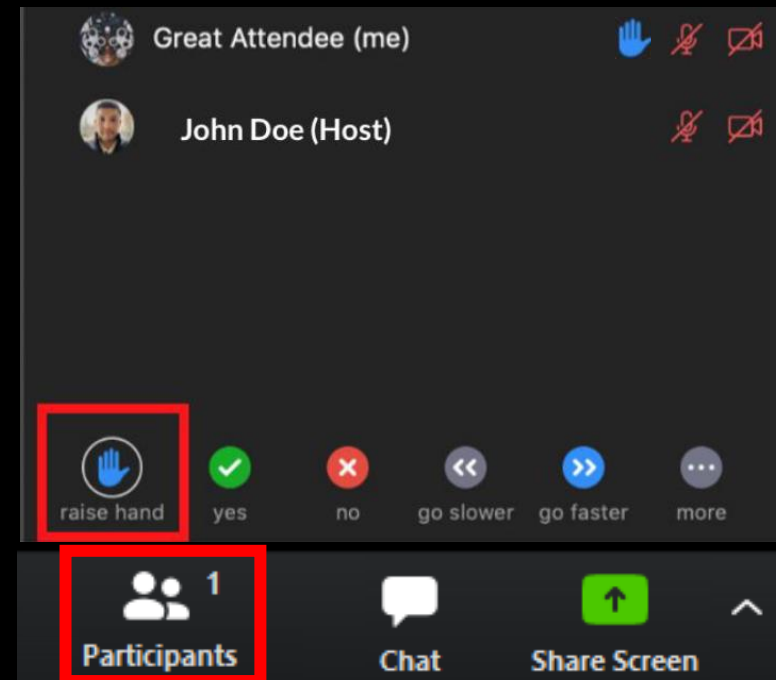 Great Attendee (me)
John Doe (Host)
raise hand yes no go slower go faster more
1
Participants Chat Share Screen